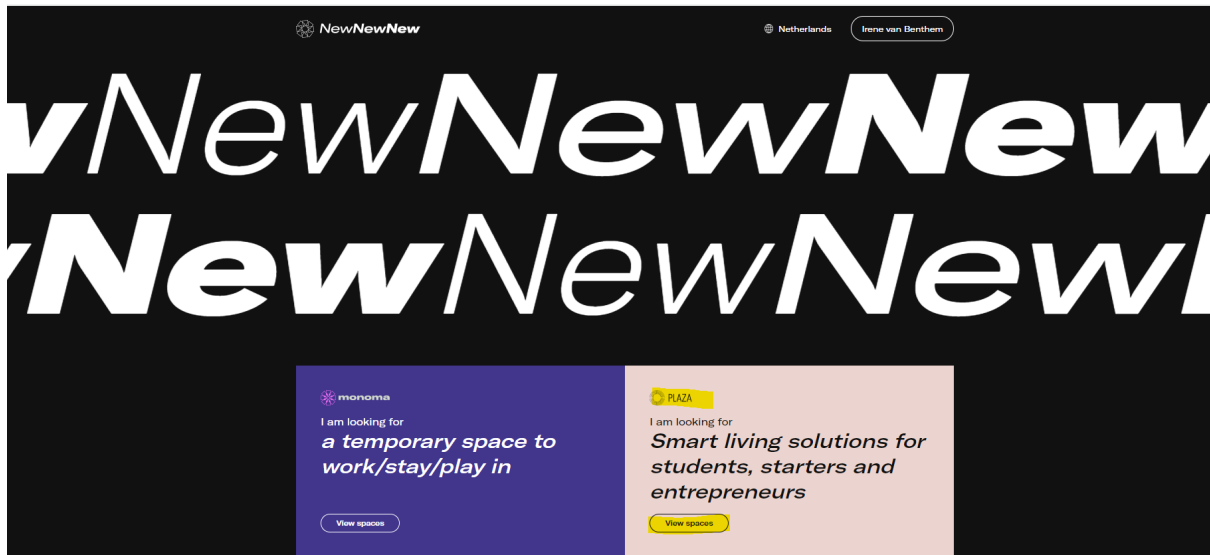 NewNewNew
Netherlands
Irene van Benthem
wNewNewNew
yNewNewNew
monoma
I am looking for
a temporary space to
work/stay/play in
View spaces
PLAZA
I am looking for
Smart living solutions for
students, starters and
entrepreneurs
View spaces